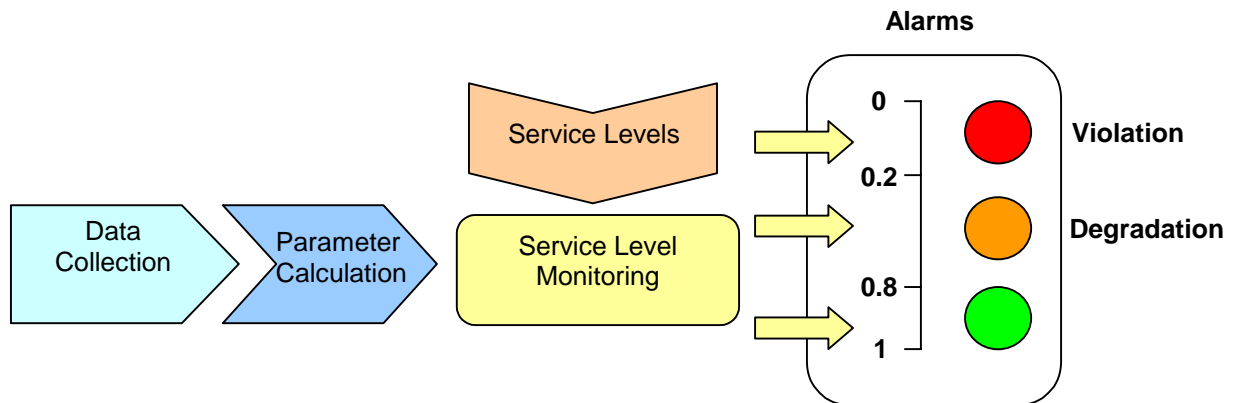 Alarms
Service Levels
0
Violation
0.2
Data
Collection
Parameter
Calculation
Service Level
Monitoring
Degradation
0.8
1